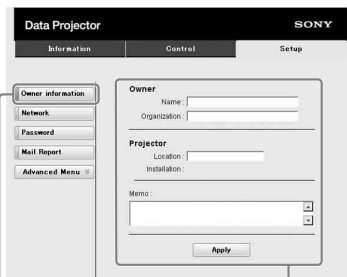 Data Projector
SONY
Information
Control
Setup
Owner information
Network
Password
Mail Report
Advanced Menu
Owner
Name :
Organization :
Projector
Location :
Installation :
Memo :
Apply